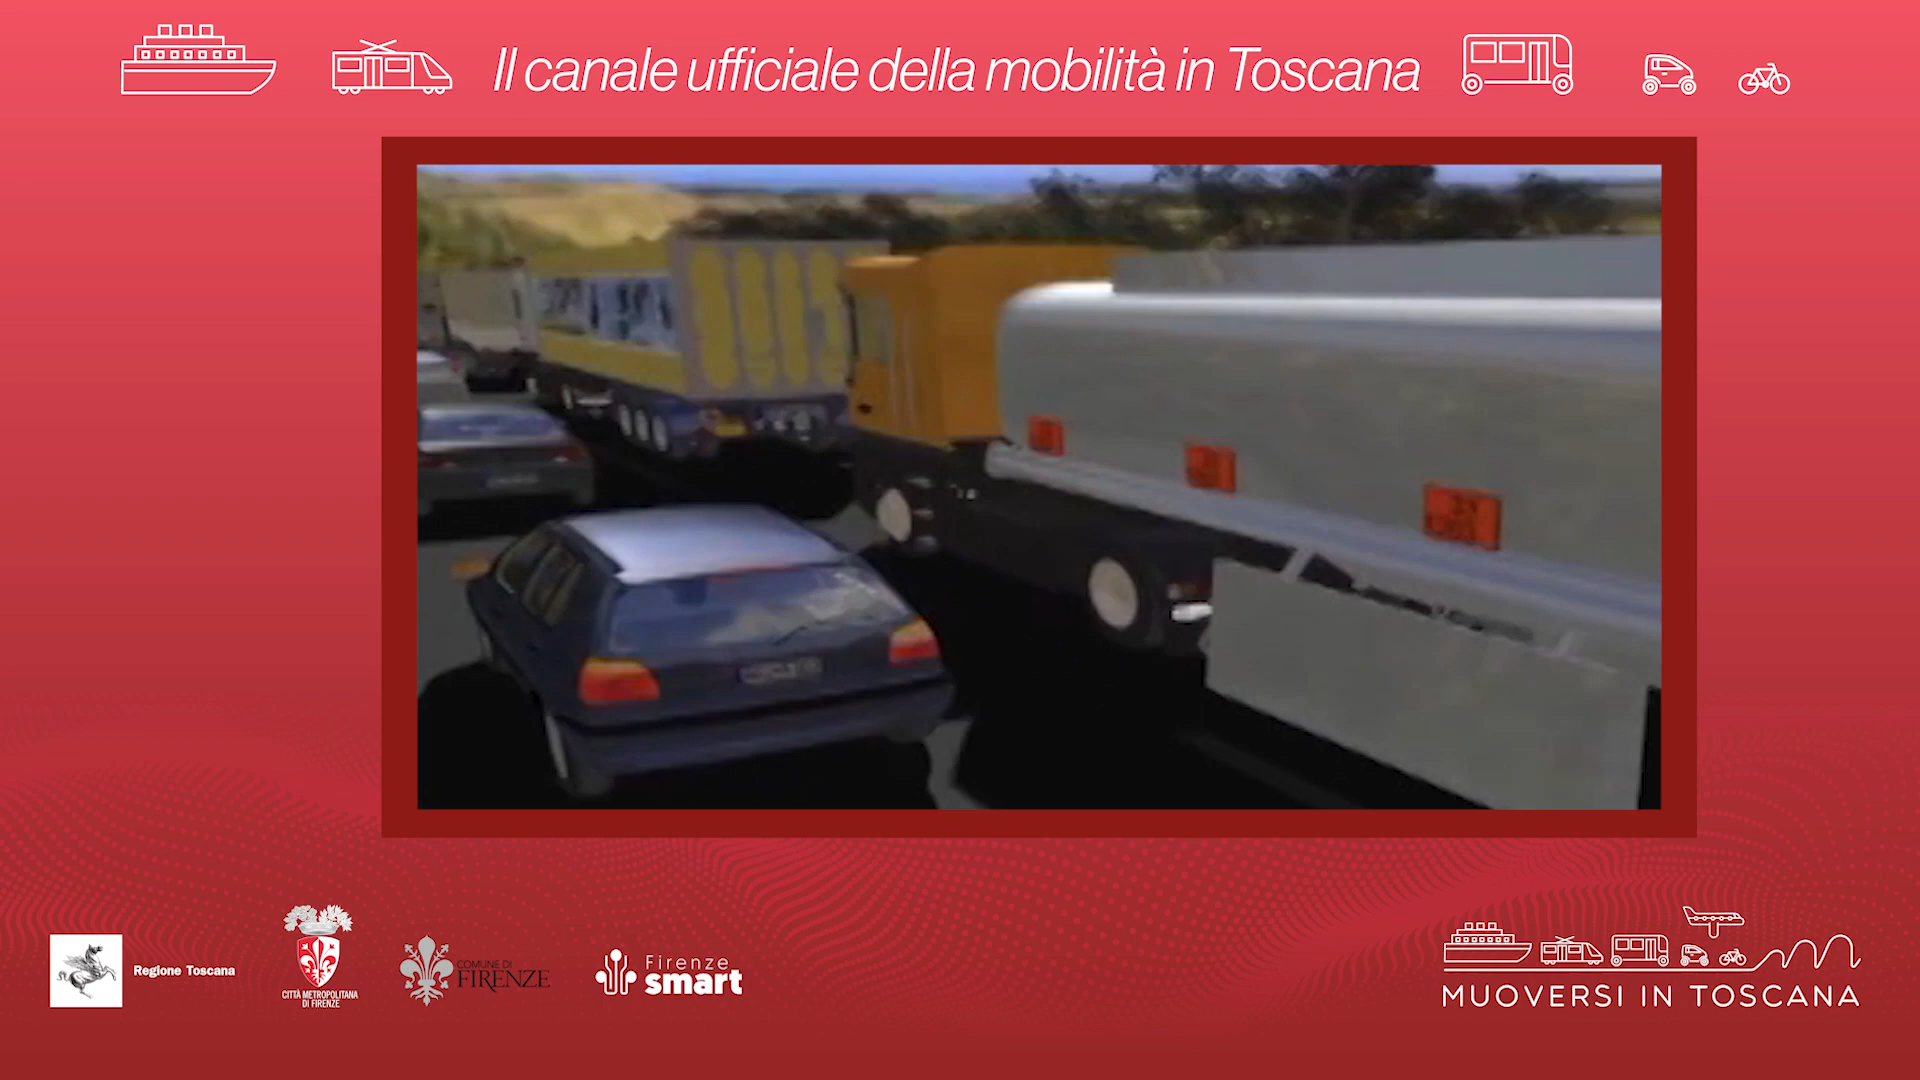 Il canale ufficiale della mobilità in Toscana
Regione Toscana
CITTÀ METROPOLITANA
DI FIRENZE
COMUNE DI
FIRENZE
Firenze
smart
MUOVERSI IN TOSCANA